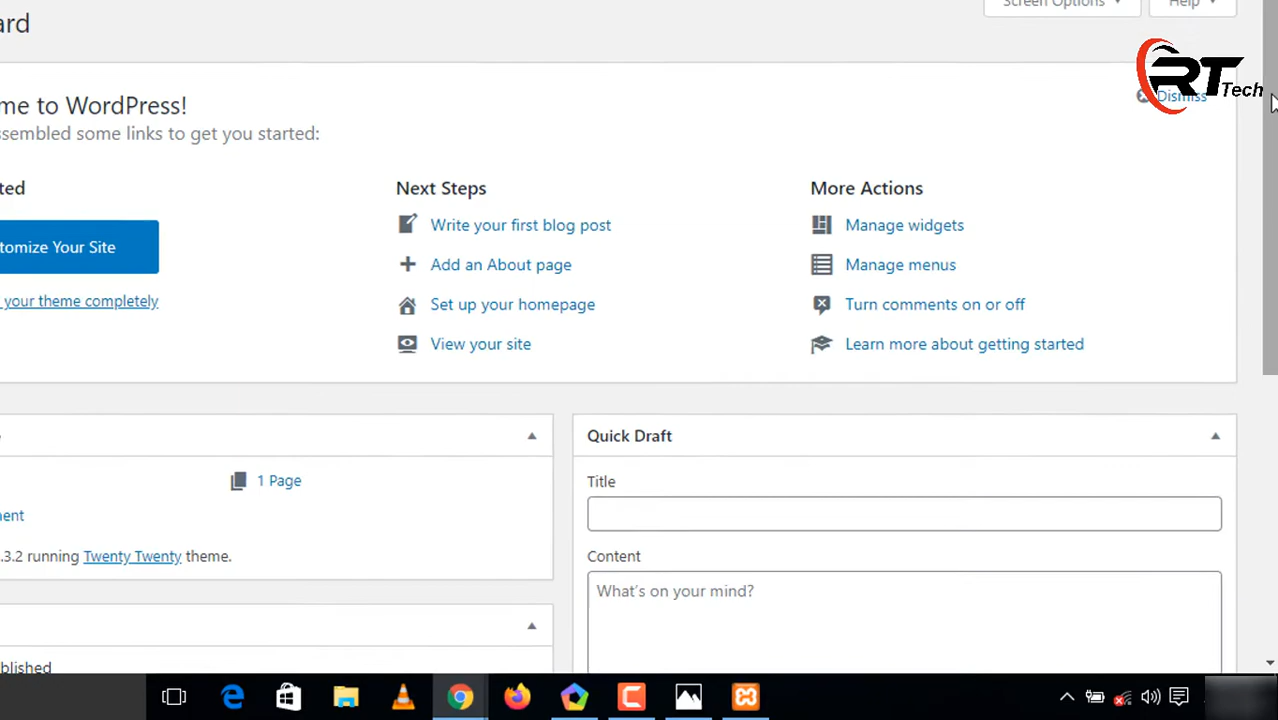 Screen Options
Help
ard
RT Tech
me to WordPress!
Dismiss
ssembled some links to get you started:
ted
Next Steps
More Actions
tomize Your Site
Write your first blog post
Manage widgets
Add an About page
Manage menus
your theme completely
Set up your homepage
Turn comments on or off
View your site
Learn more about getting started
Quick Draft
1 Page
Title
ent
.3.2 running Twenty Twenty theme.
Content
What's on your mind?
blished